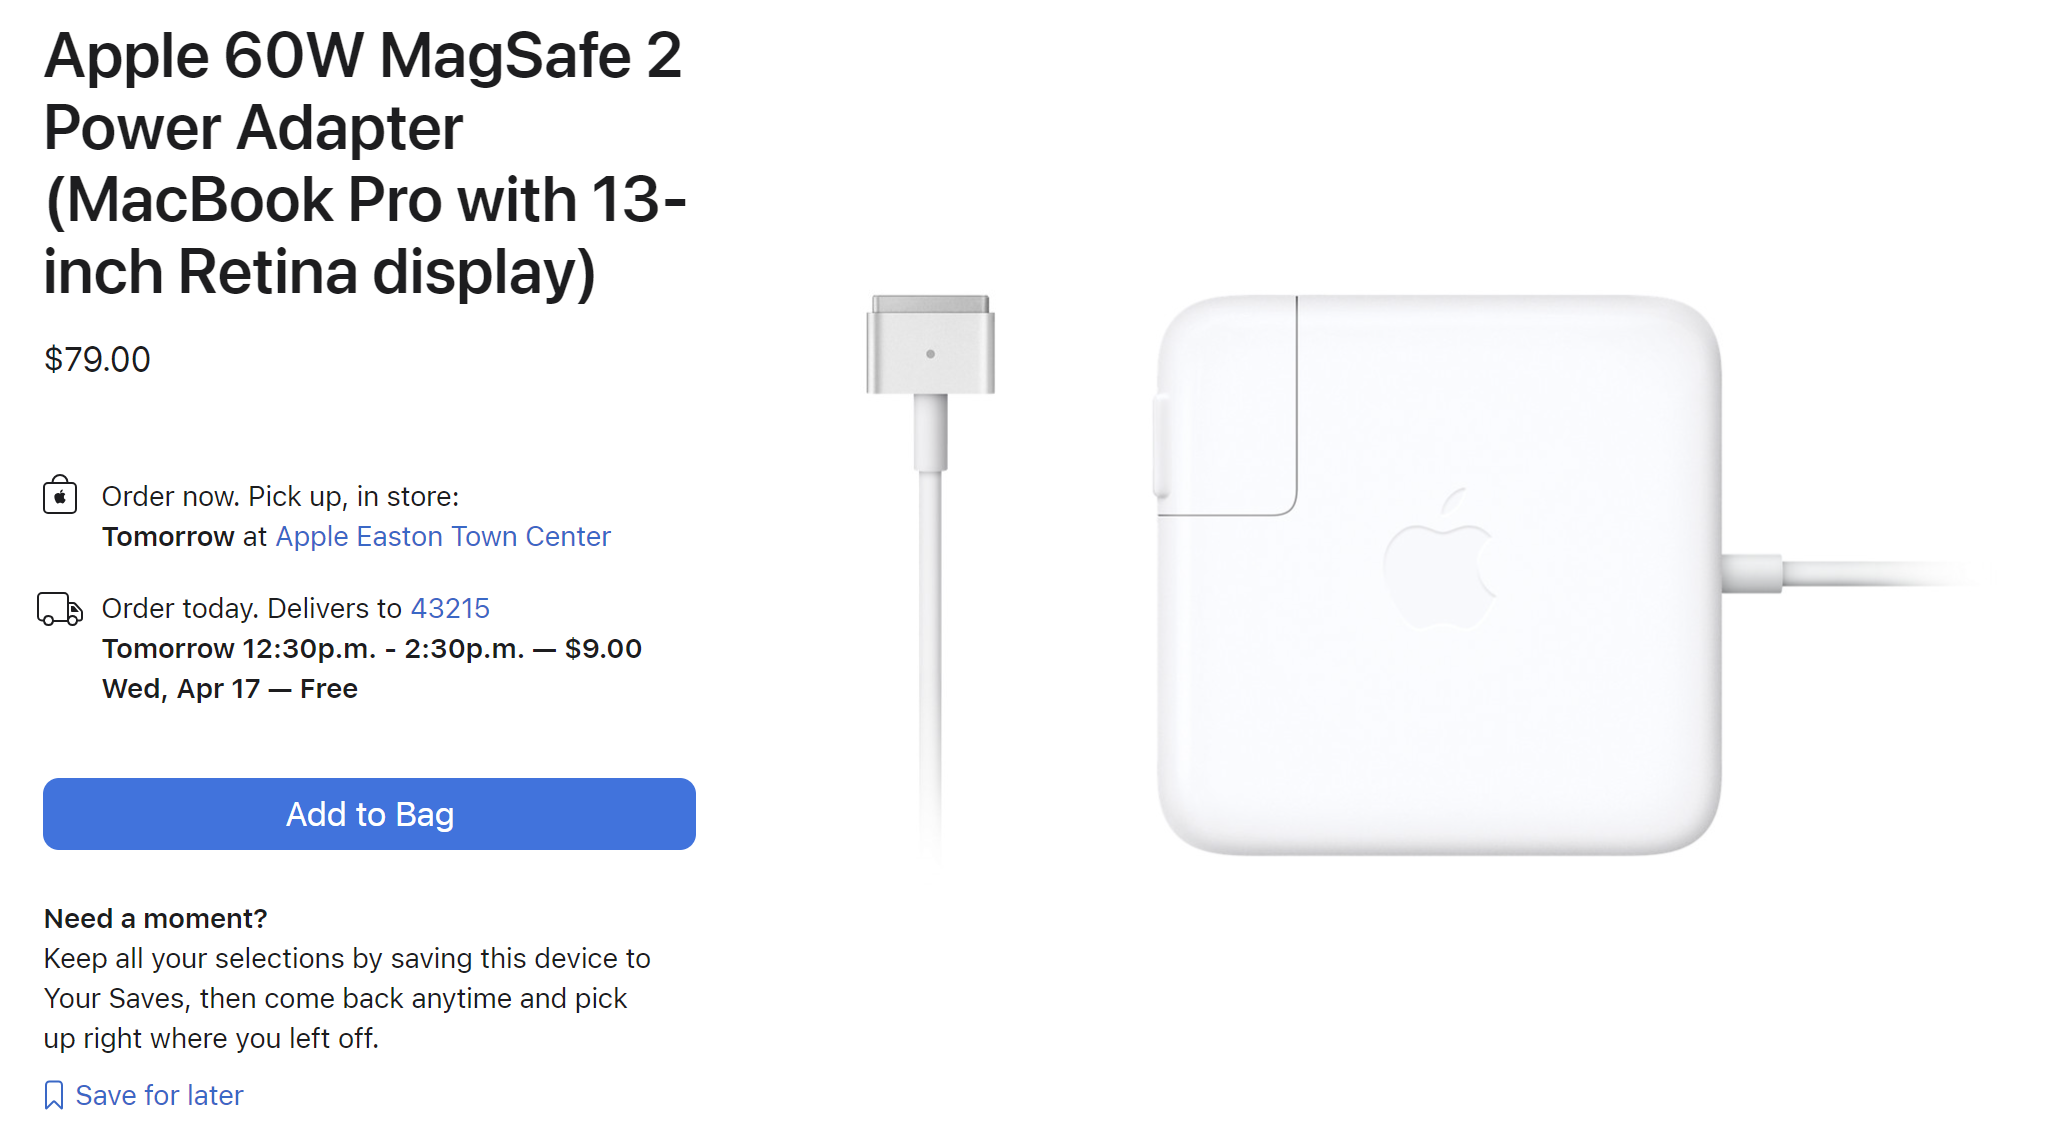 Apple 60W MagSafe 2
Power Adapter
(MacBook Pro with 13-
inch Retina display)
$79.00
Order now. Pick up, in store:
Tomorrow at Apple Easton Town Center
Order today. Delivers to 43215
Tomorrow 12:30p.m. - 2:30p.m. — $9.00
Wed, Apr 17 — Free
Add to Bag
Need a moment?
Keep all your selections by saving this device to
Your Saves, then come back anytime and pick
up right where you left off.
Save for later